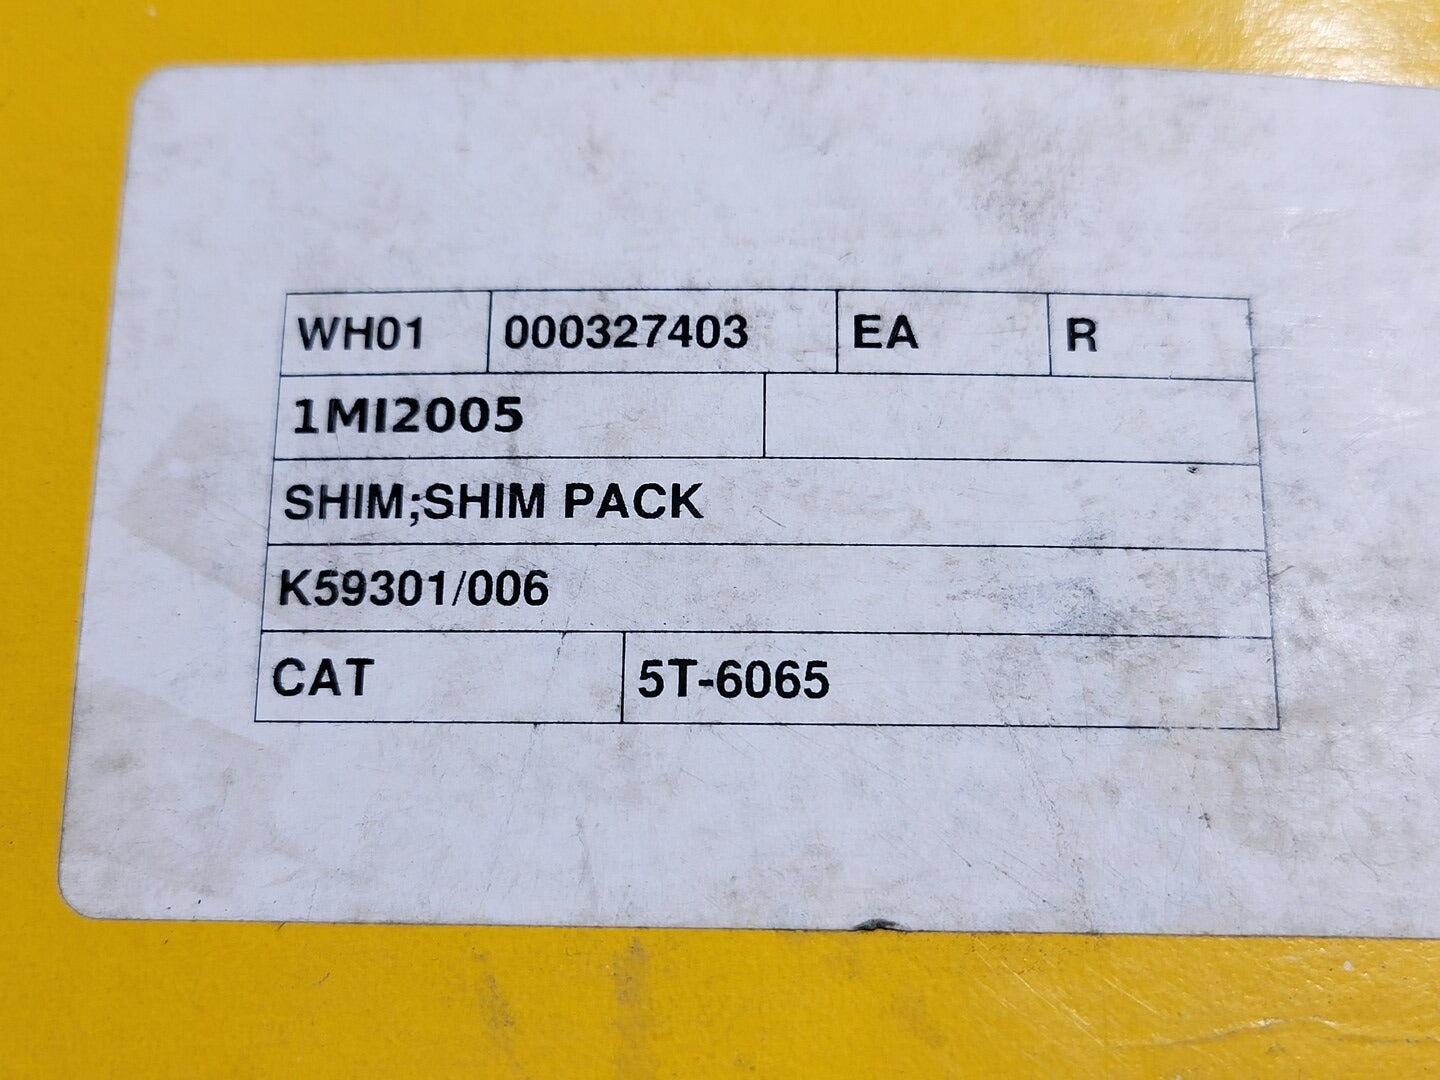 WH01 000327403 EA R
1MI2005
SHIM;SHIM PACK
K59301/006
CAT 5T-6065